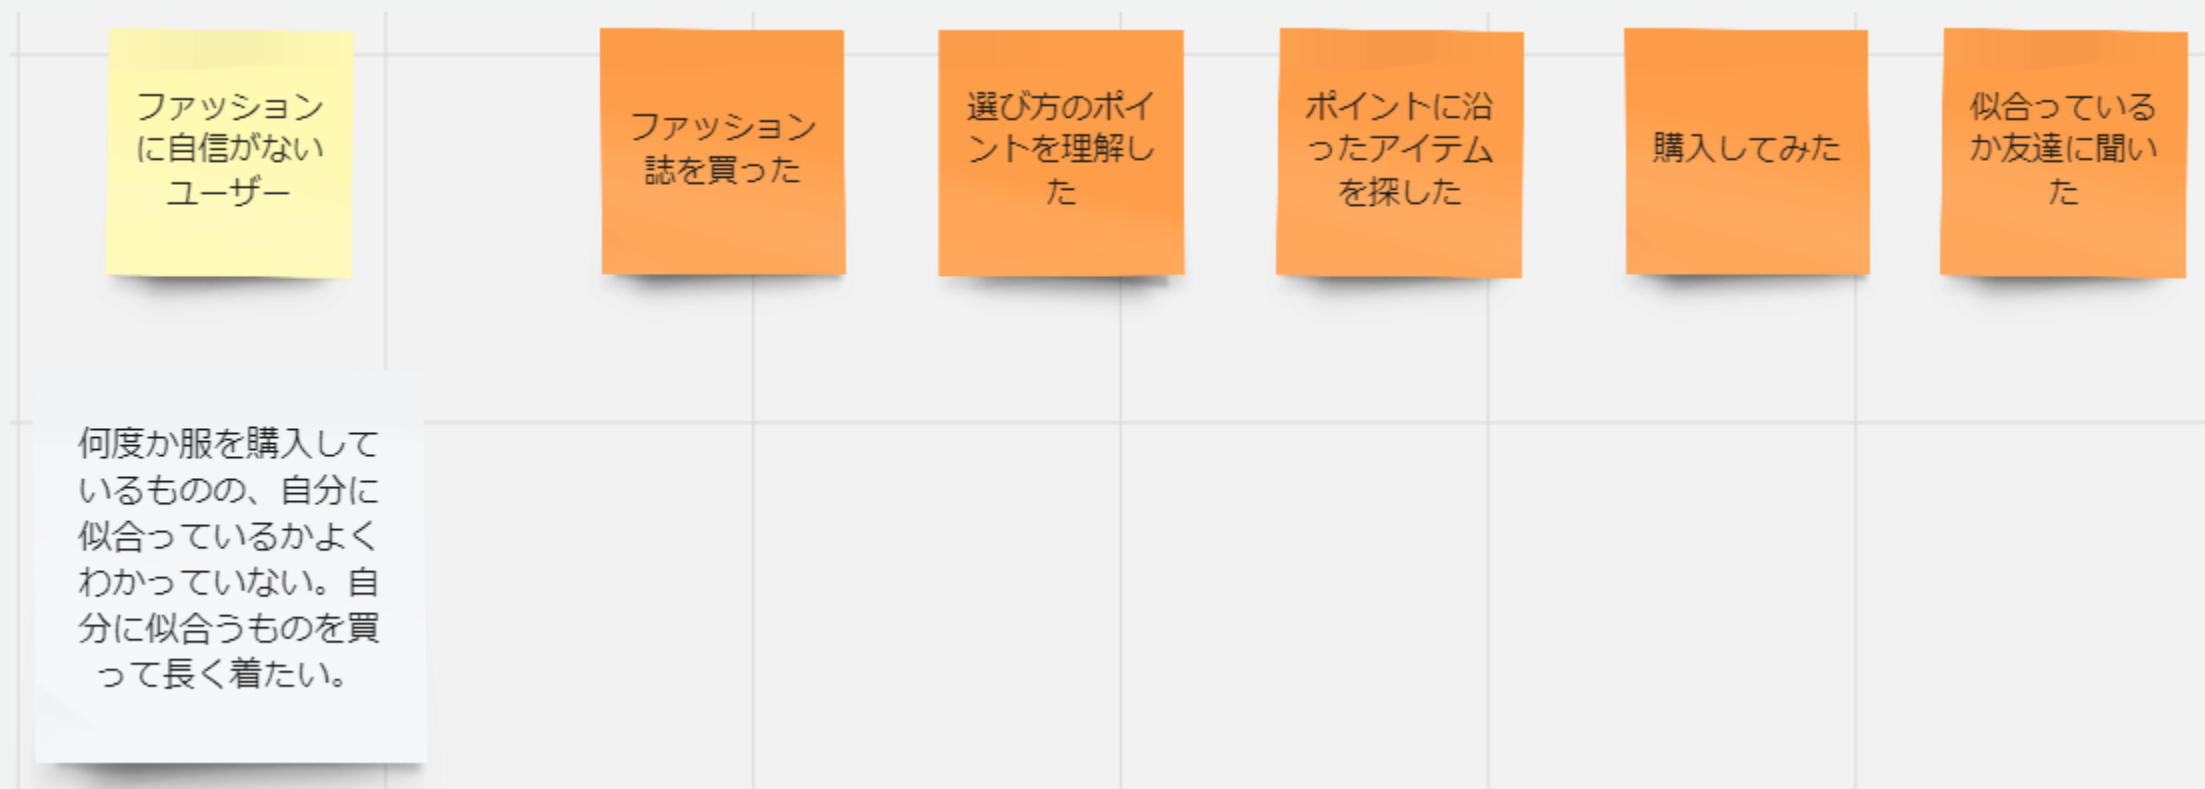 ファッション
に自信がない
ユーザー
ファッション
誌を買った
選び方のポイ
ントを理解し
た
ポイントに沿
ったアイテム
を探した
購入してみた
似合っている
か友達に聞い
た
何度か服を購入して
いるものの、自分に
似合っているかよく
わかっていない。自
分に似合うものを買
って長く着たい。